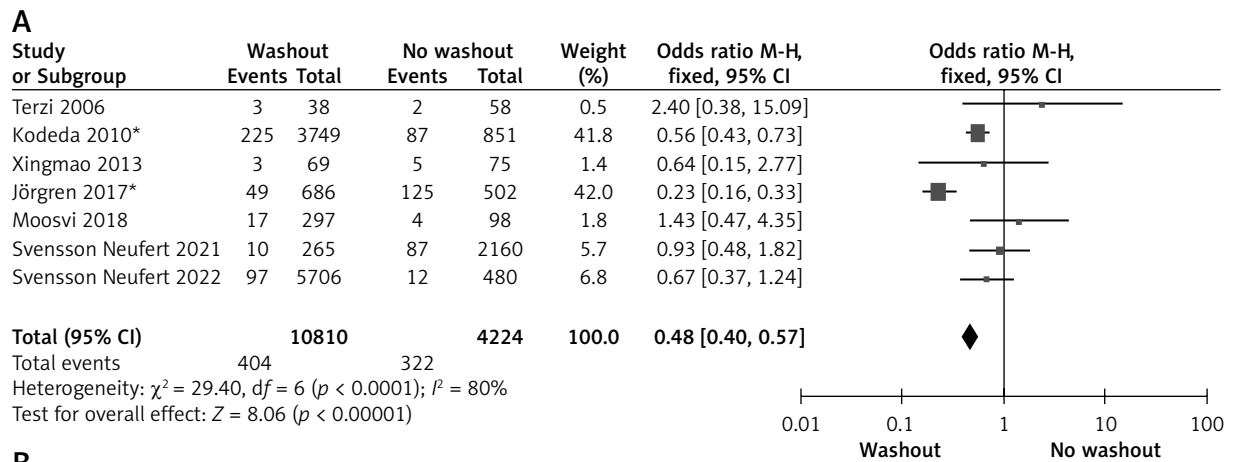 A
Study Washout No washout Weight Odds ratio M-H, Odds ratio M-H,
or Subgroup Events Total Events Total (%) fixed, 95% CI fixed, 95% CI
Terzi 2006 3 38 2 58 0.5 2.40 [0.38, 15.09]
Kodeda 2010* 225 3749 87 851 41.8 0.56 [0.43, 0.73]
Xingmao 2013 3 69 5 75 1.4 0.64 [0.15, 2.77]
Jörgren 2017* 49 686 125 502 42.0 0.23 [0.16, 0.33]
Moosvi 2018 17 297 4 98 1.8 1.43 [0.47, 4.35]
Svensson Neufert 2021 10 265 87 2160 5.7 0.93 [0.48, 1.82]
Svensson Neufert 2022 97 5706 12 480 6.8 0.67 [0.37, 1.24]
Total (95% CI) 10810 4224 100.0 0.48 [0.40, 0.57]
Total events 404 322
Heterogeneity: χ² = 29.40, df = 6 (p < 0.0001); I² = 80%
Test for overall effect: Z = 8.06 (p < 0.00001)
0.01 0.1 1 10 100
Washout No washout